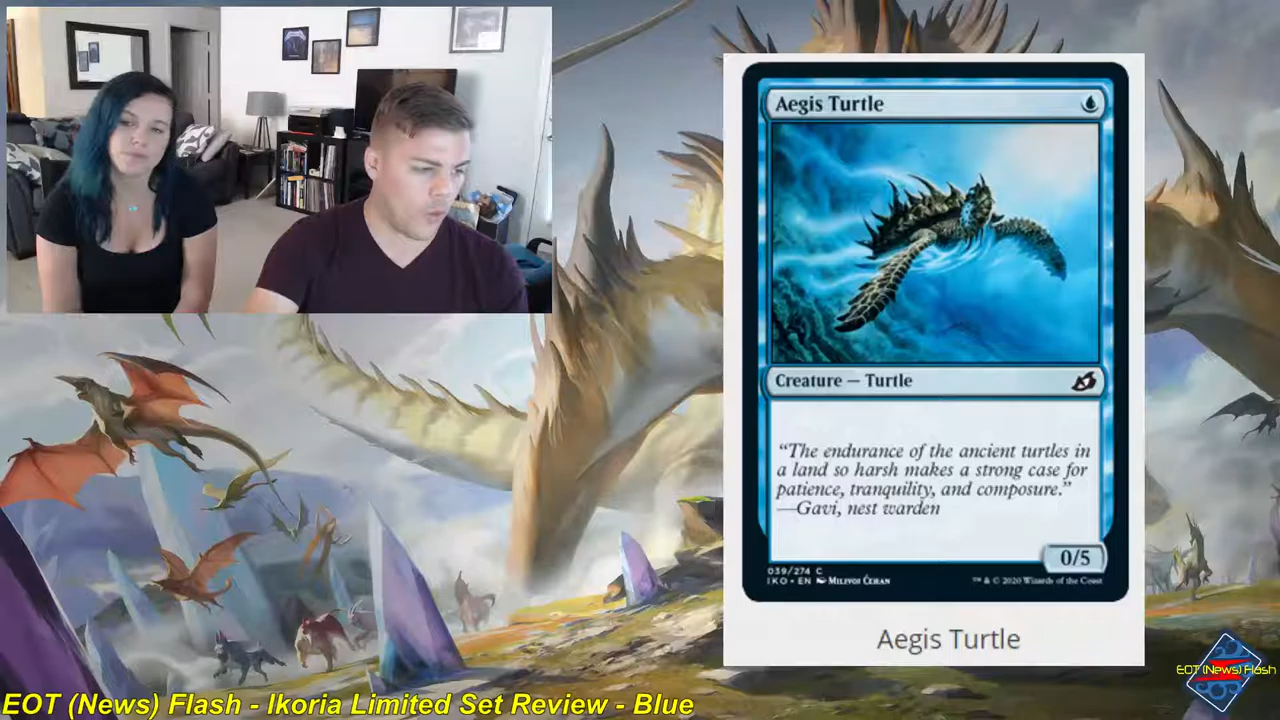 Aegis Turtle
Creature — Turtle
“The endurance of the ancient turtles in
a land so harsh makes a strong case for
patience, tranquility, and composure.”
—Gavi, nest warden
0/5
039/274 C
IKO • EN Milivoj Ćeran
™ & © 2020 Wizards of the Coast
Aegis Turtle
EOT (News) Flash
EOT (News) Flash - Ikoria Limited Set Review - Blue